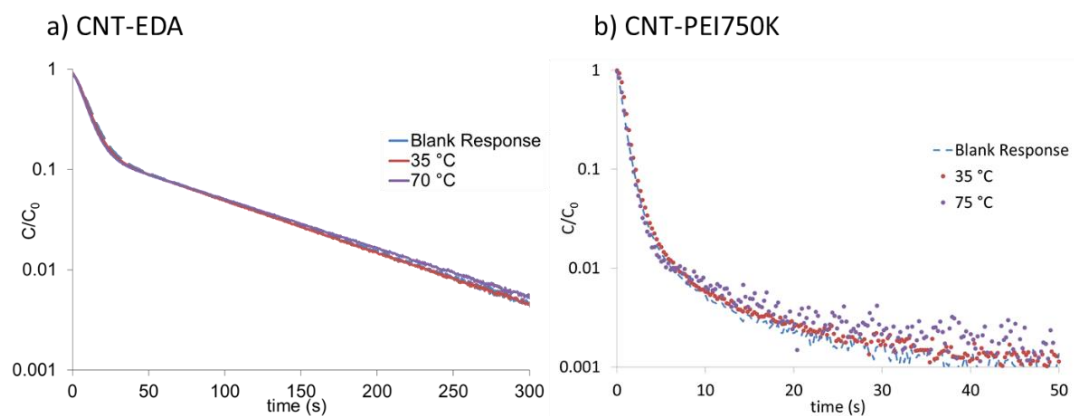 a) CNT-EDA
1
0.1
0.01
0.001
C/C0
0
50
100
150
200
250
300
time (s)
Blank Response
35 °C
70 °C
b) CNT-PEI750K
1
0.1
0.01
0.001
C/C0
0
10
20
30
40
50
time (s)
Blank Response
35 °C
75 °C